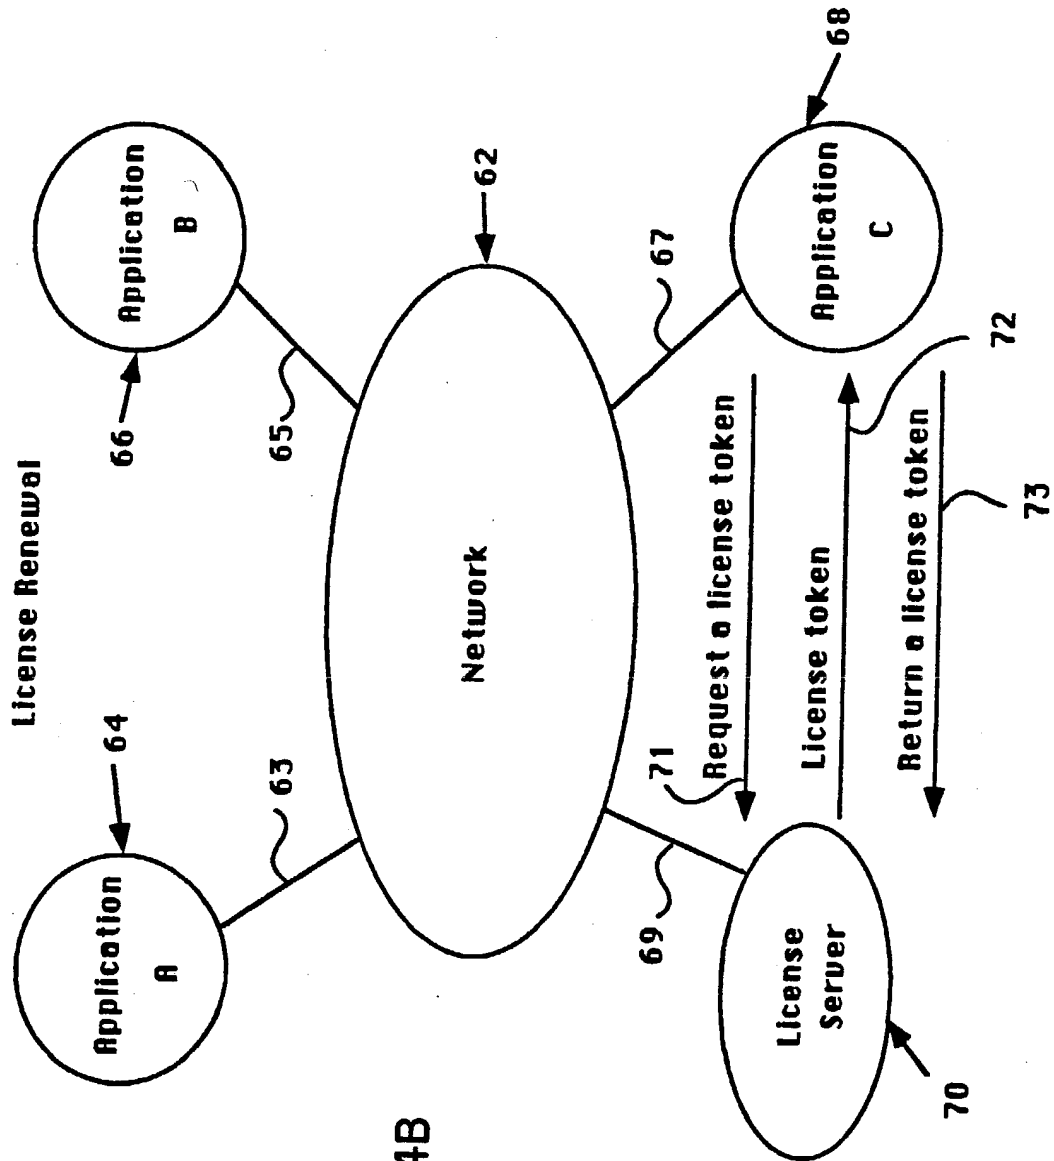 License Renewal
64
Application
A
66
Application
B
63
65
4B
Network
62
69
71
67
Request a license token
License
Server
License token
Application
C
68
Return a license token
70
72
73